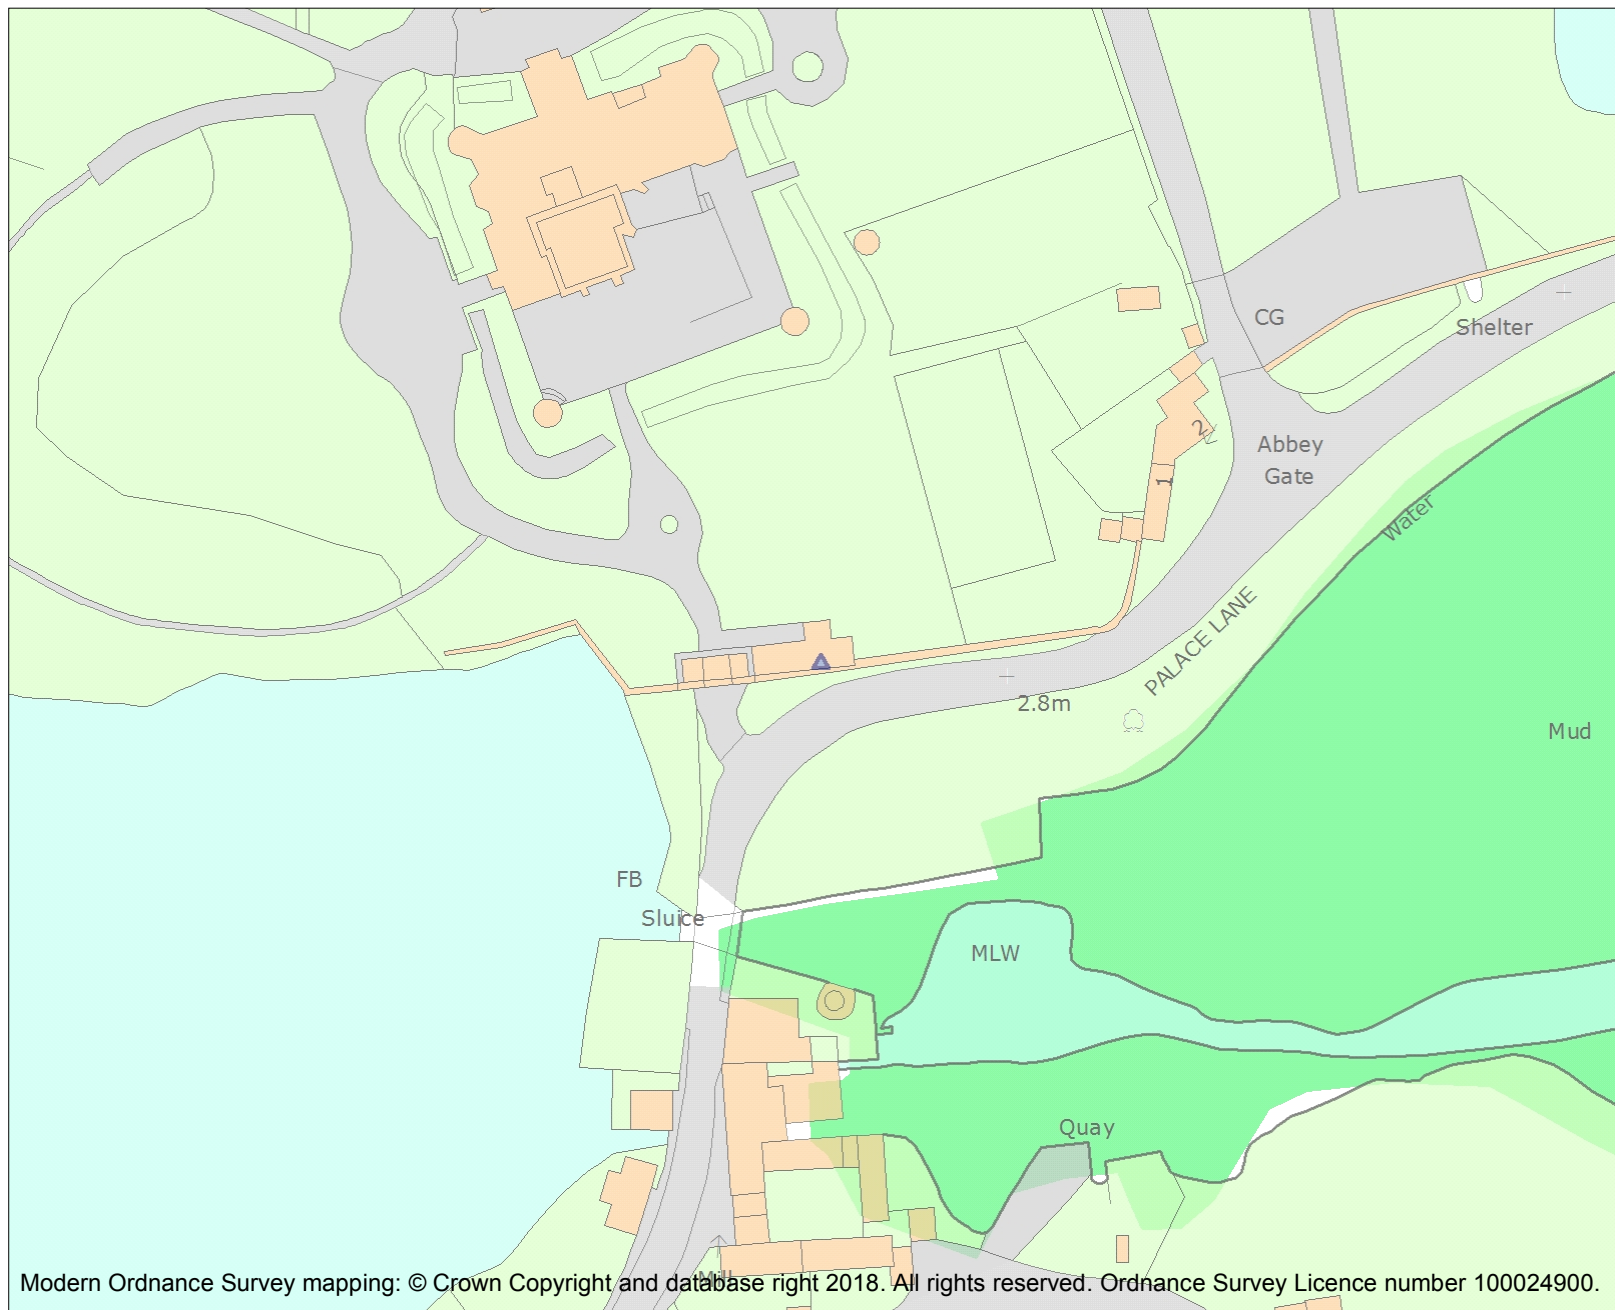 CG
Shelter
2
Abbey
Gate
1
Water
PALACE LANE
2.8m
Mud
FB
Sluice
MLW
Quay
Mill
Modern Ordnance Survey mapping: © Crown Copyright and database right 2018. All rights reserved. Ordnance Survey Licence number 100024900.